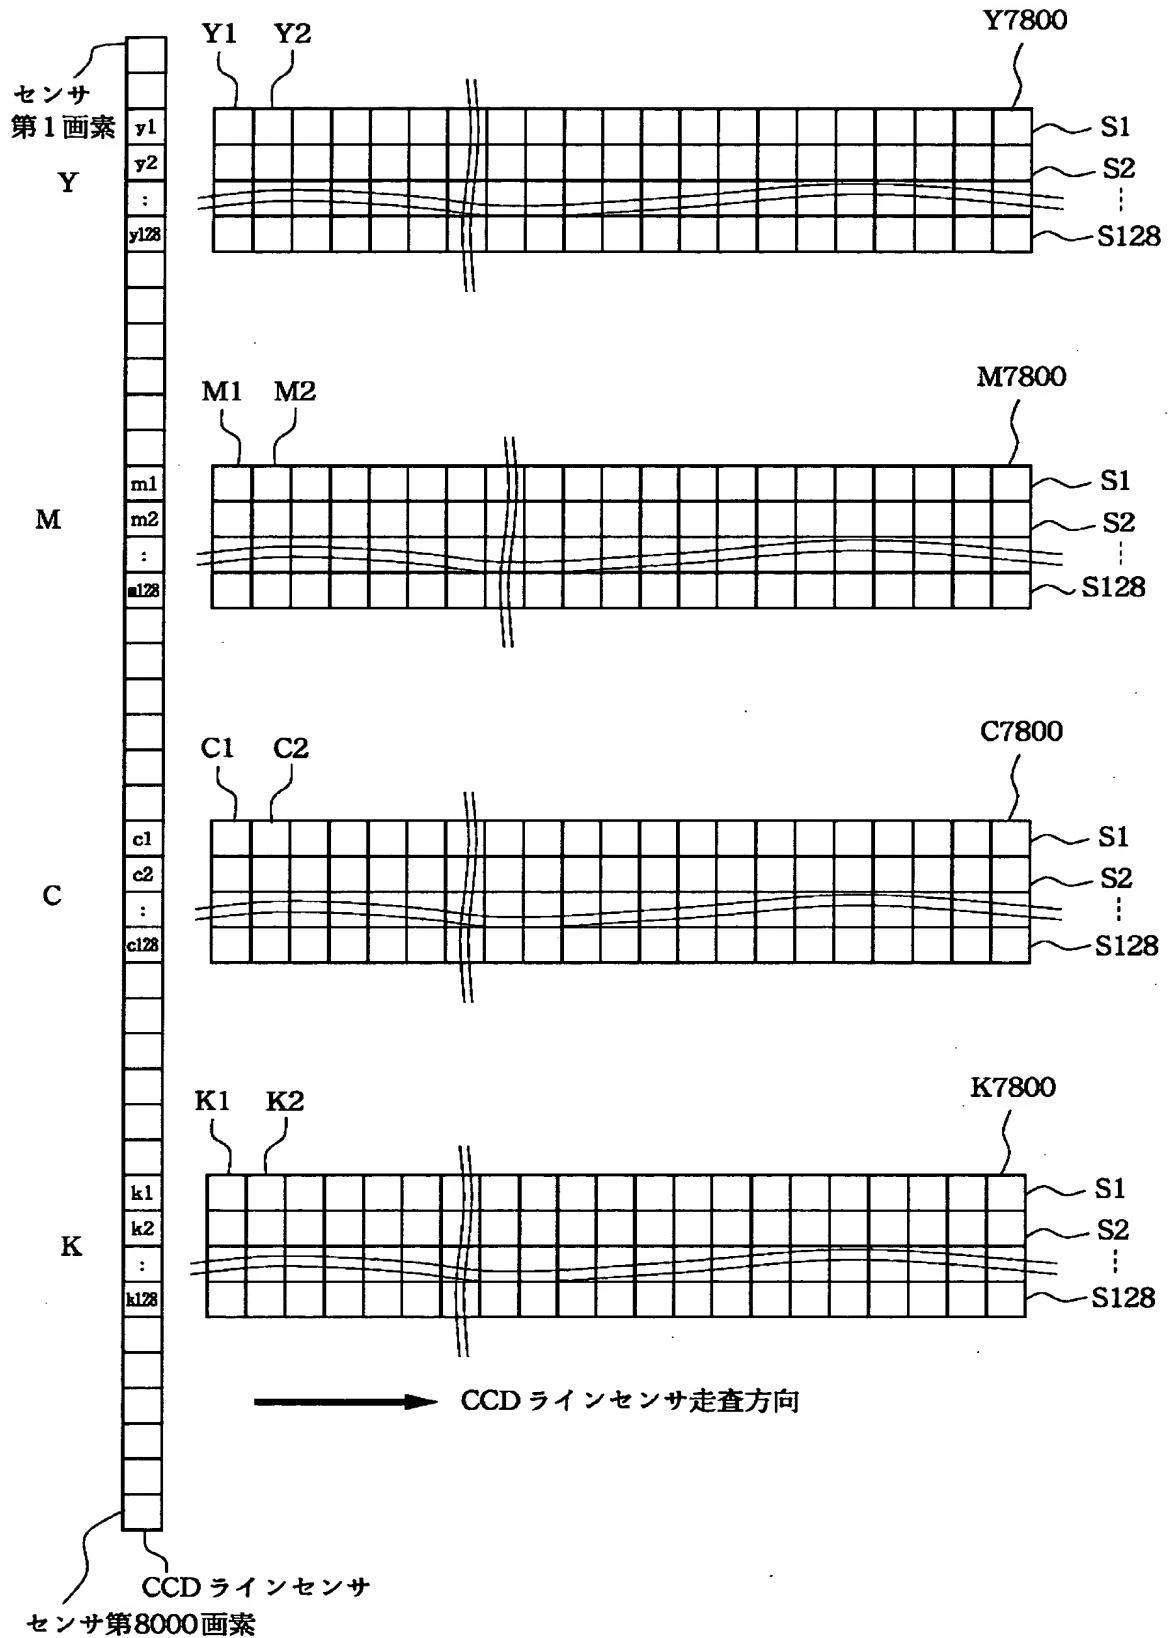 Y1 Y2 Y7800
センサ
第1画素
Y
y1
y2
:
y128
S1
S2
S128
M1 M2 M7800
M
m1
m2
:
m128
S1
S2
S128
C1 C2 C7800
C
c1
c2
:
c128
S1
S2
S128
K1 K2 K7800
K
k1
k2
:
k128
S1
S2
S128
CCDラインセンサ走査方向
CCDラインセンサ
センサ第8000画素